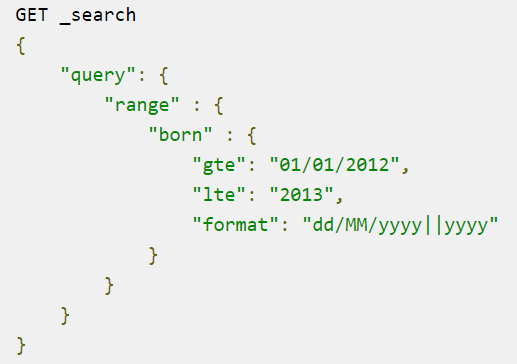 GET _search
{
    "query": {
        "range" : {
            "born" : {
                "gte": "01/01/2012",
                "lte": "2013",
                "format": "dd/MM/yyyy||yyyy"
            }
        }
    }
}